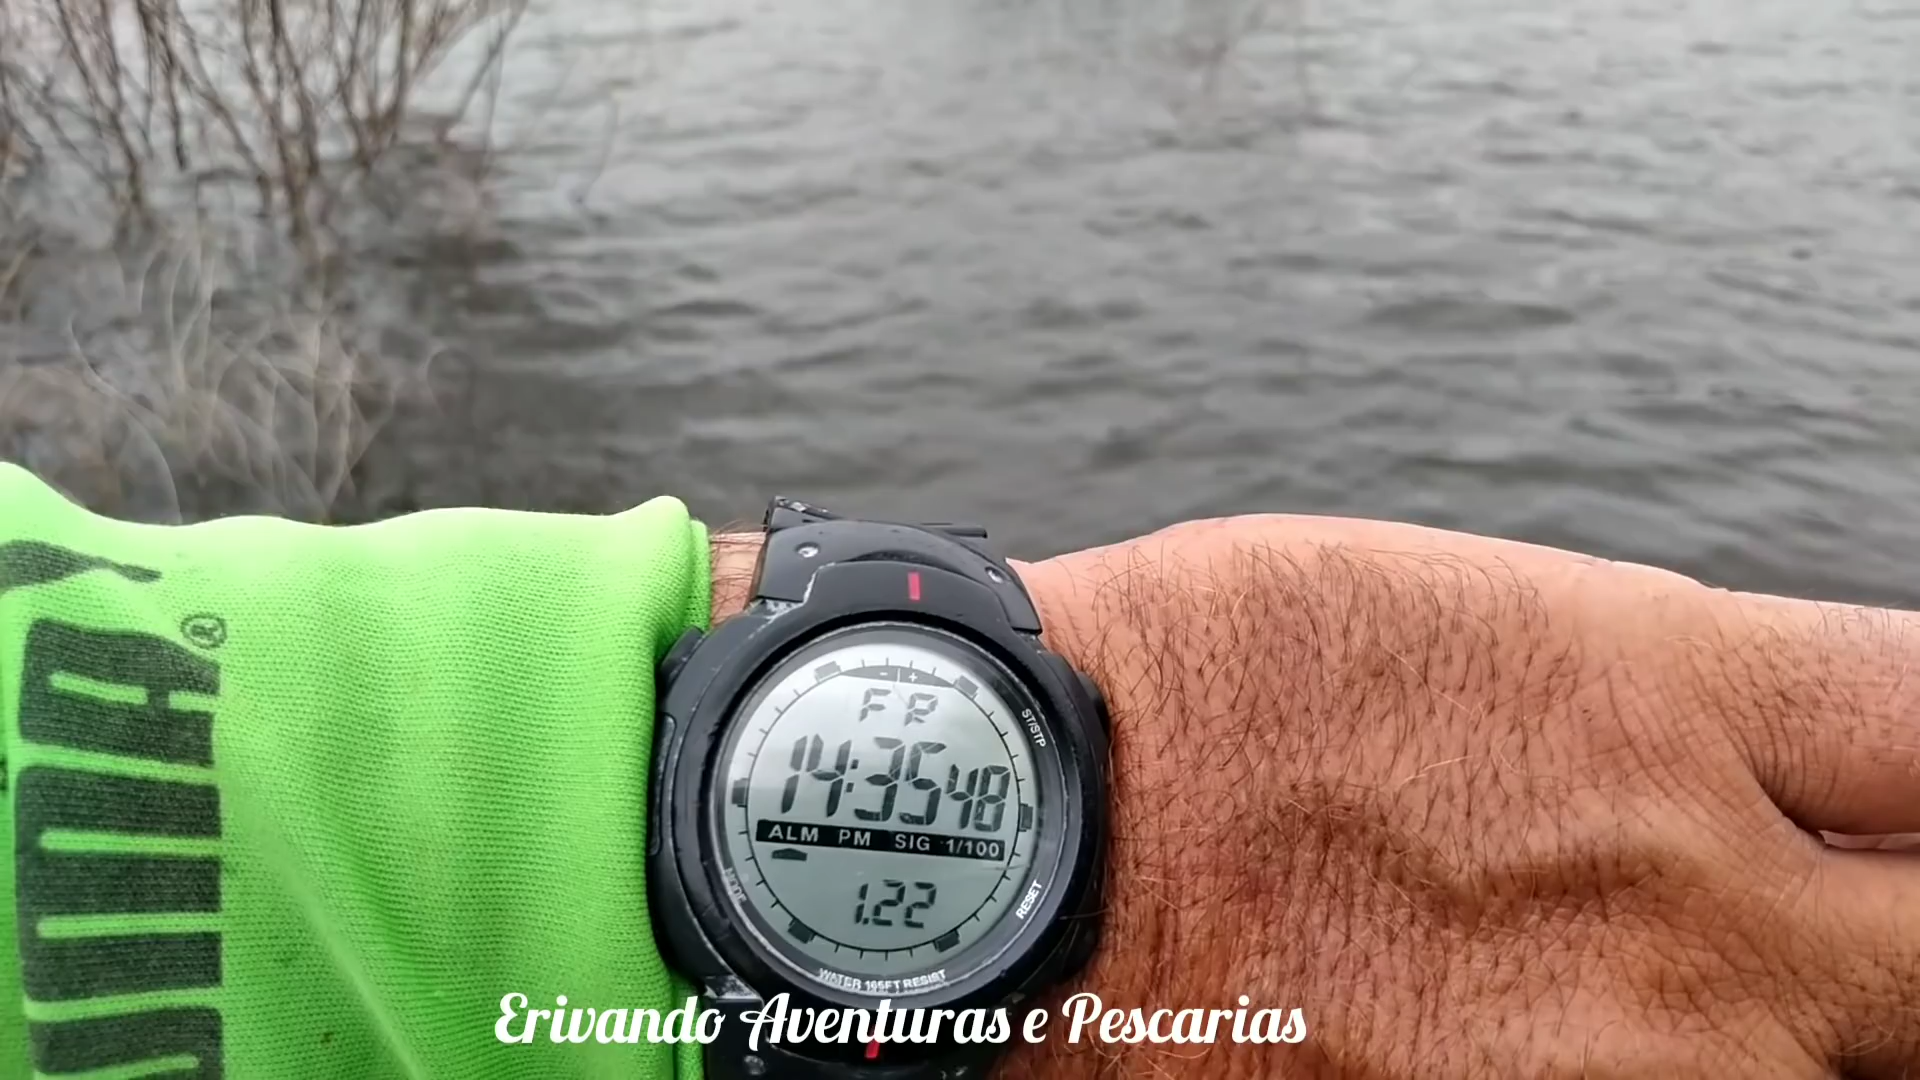 ®
- +
FR
ST/STP
14:35 48
ALM PM SIG 1/100
MODE
1.22
RESET
WATER 165FT RESIST
Erivando Aventuras e Pescarias